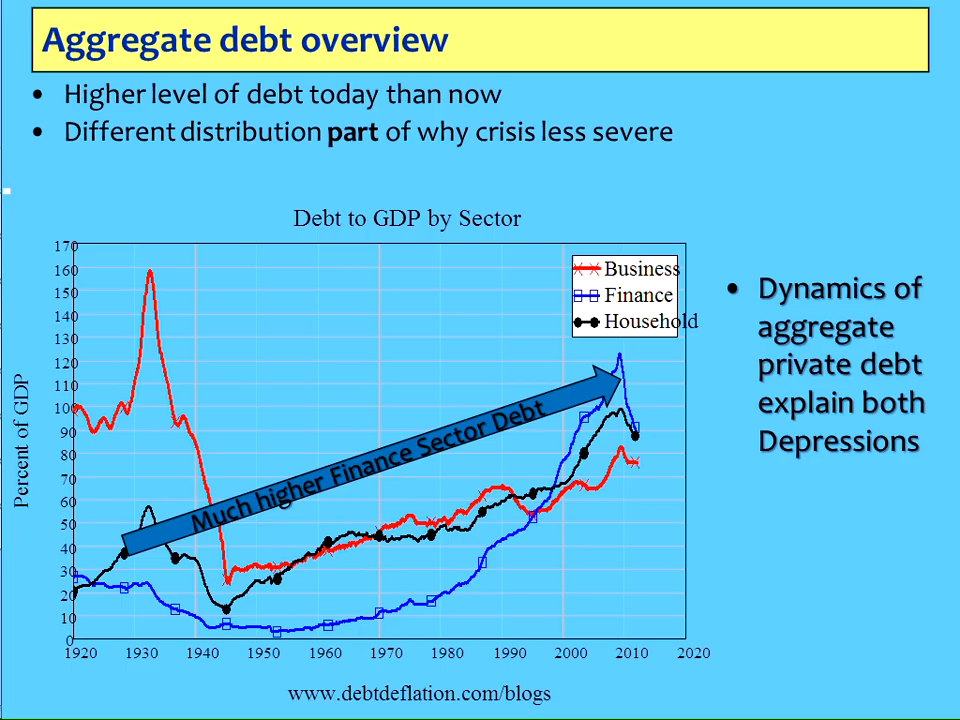 Aggregate debt overview
• Higher level of debt today than now
• Different distribution part of why crisis less severe
Debt to GDP by Sector
170
160
150
140
130
120
110
100
90
80
70
60
50
40
30
20
10
0
Percent of GDP
Business
Finance
Household
Much higher Finance Sector Debt
1920 1930 1940 1950 1960 1970 1980 1990 2000 2010 2020
www.debtdeflation.com/blogs
• Dynamics of
aggregate
private debt
explain both
Depressions